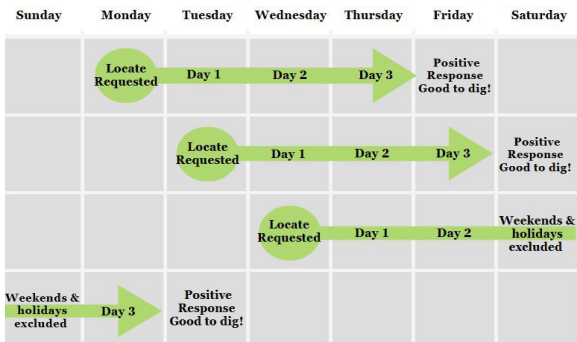 Sunday Monday Tuesday Wednesday Thursday Friday Saturday
Locate
Requested
Day 1
Day 2
Day 3
Positive
Response
Good to dig!
Locate
Requested
Day 1
Day 2
Day 3
Positive
Response
Good to dig!
Locate
Requested
Day 1
Day 2
Weekends &
holidays
excluded
Weekends &
holidays
excluded
Day 3
Positive
Response
Good to dig!